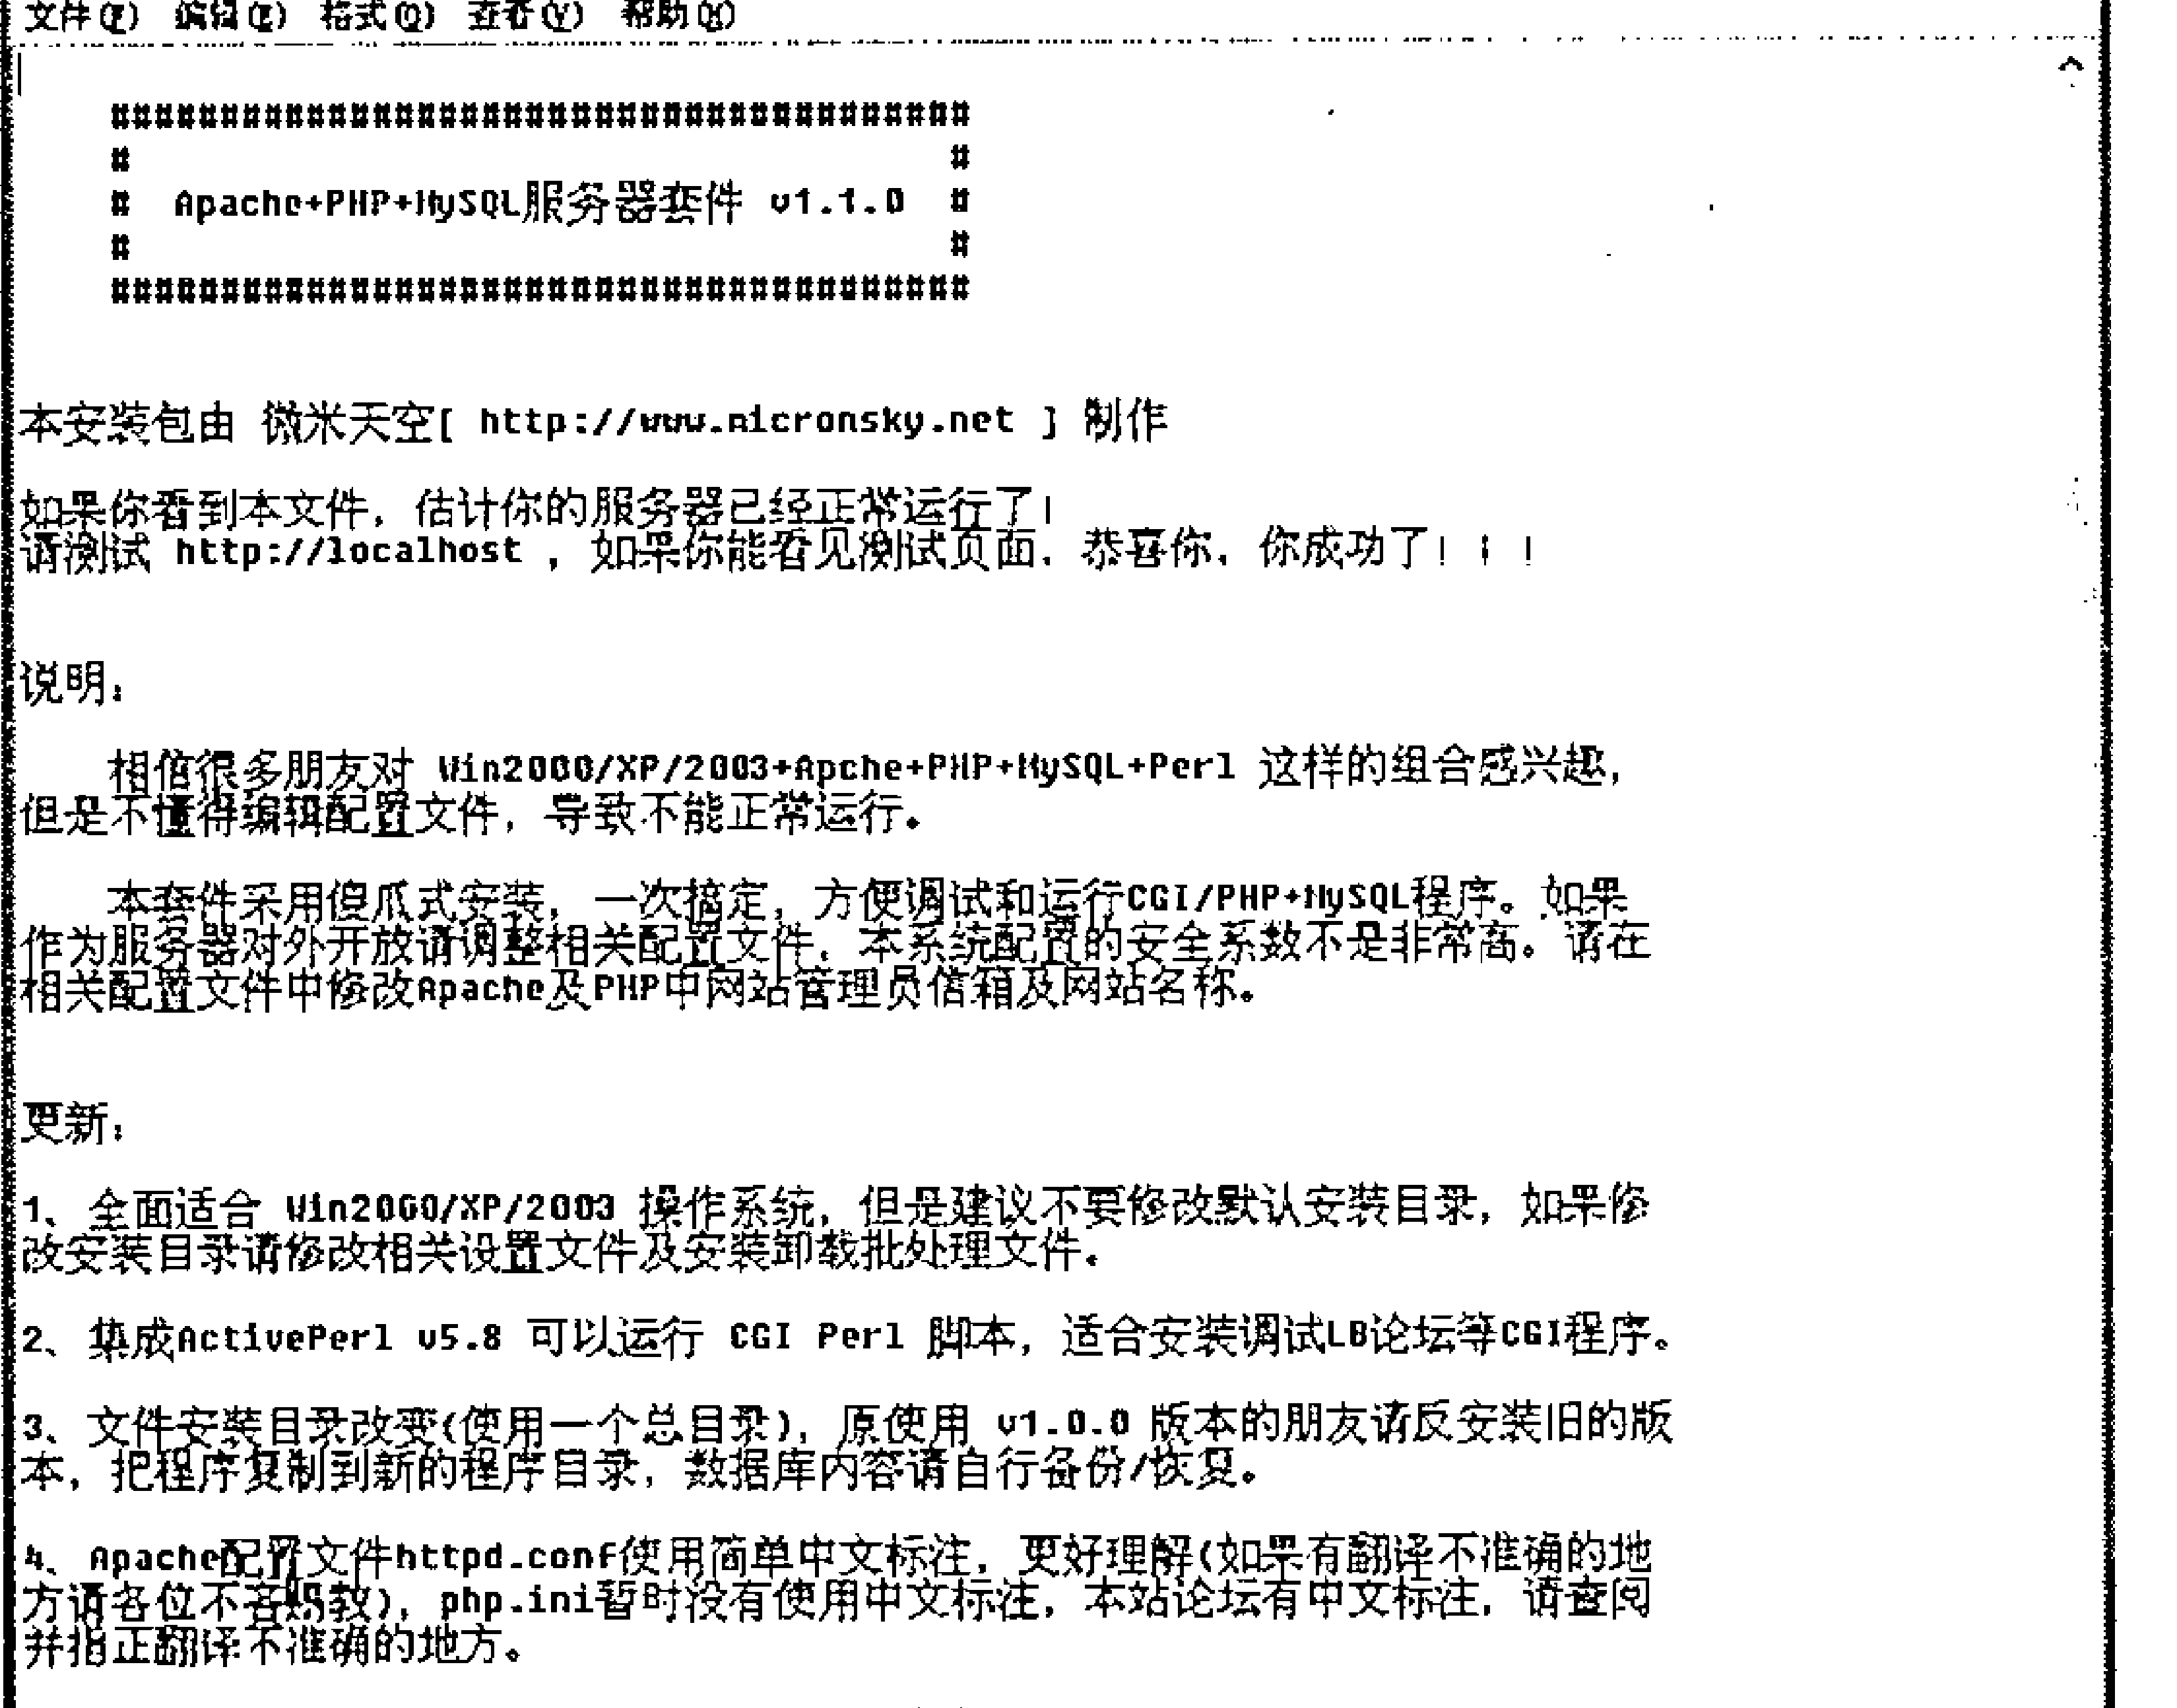 文件(F) 编辑(E) 格式(O) 查看(V) 帮助(H)
########################################
# #
# Apache+PHP+MySQL服务器套件 v1.1.0 #
# #
########################################
本安装包由 微米天空[ http://www.micronsky.net ] 制作
如果你看到本文件，估计你的服务器已经正常运行了！
请测试 http://localhost ，如果你能看见测试页面，恭喜你，你成功了！！！
说明：
相信很多朋友对 Win2000/XP/2003+Apche+PHP+MySQL+Perl 这样的组合感兴趣，
但是不懂得编辑配置文件，导致不能正常运行。
本套件采用傻瓜式安装，一次搞定，方便调试和运行CGI/PHP+MySQL程序。如果
作为服务器对外开放请调整相关配置文件，本系统配置的安全系数不是非常高。请在
相关配置文件中修改Apache及PHP中网站管理员信箱及网站名称。
更新：
1、全面适合 Win2000/XP/2003 操作系统，但是建议不要修改默认安装目录，如果修
改安装目录请修改相关设置文件及安装卸载批处理文件。
2、集成ActivePerl v5.8 可以运行 CGI Perl 脚本，适合安装调试LB论坛等CGI程序。
3、文件安装目录改变(使用一个总目录)，原使用 v1.0.0 版本的朋友请反安装旧的版
本，把程序复制到新的程序目录，数据库内容请自行备份/恢复。
4、Apache配置文件httpd.conf使用简单中文标注，更好理解(如果有翻译不准确的地
方请各位不吝赐教)，php.ini暂时没有使用中文标注，本站论坛有中文标注，请查阅
并指正翻译不准确的地方。